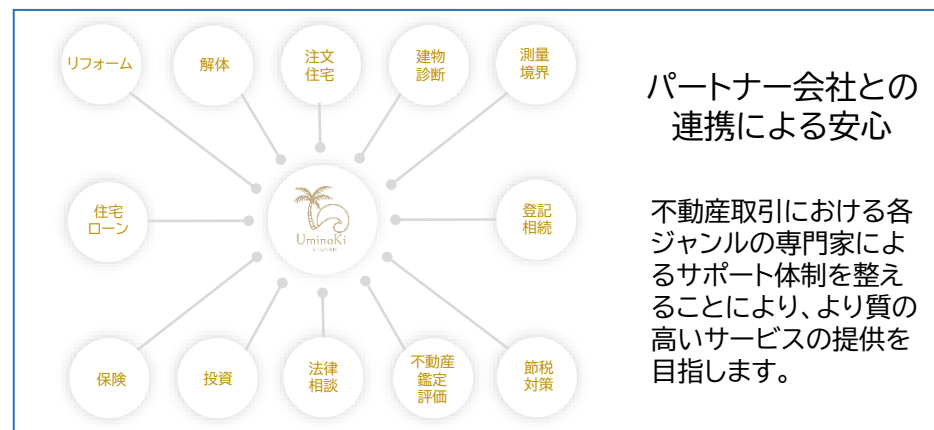 リフォーム
解体
注文
住宅
建物
診断
測量
境界
住宅
ローン
UminoKi
登記
相続
保険
投資
法律
相談
不動産
鑑定
評価
節税
対策
パートナー会社との
連携による安心
不動産取引における各
ジャンルの専門家によ
るサポート体制を整え
ることにより、より質の
高いサービスの提供を
目指します。